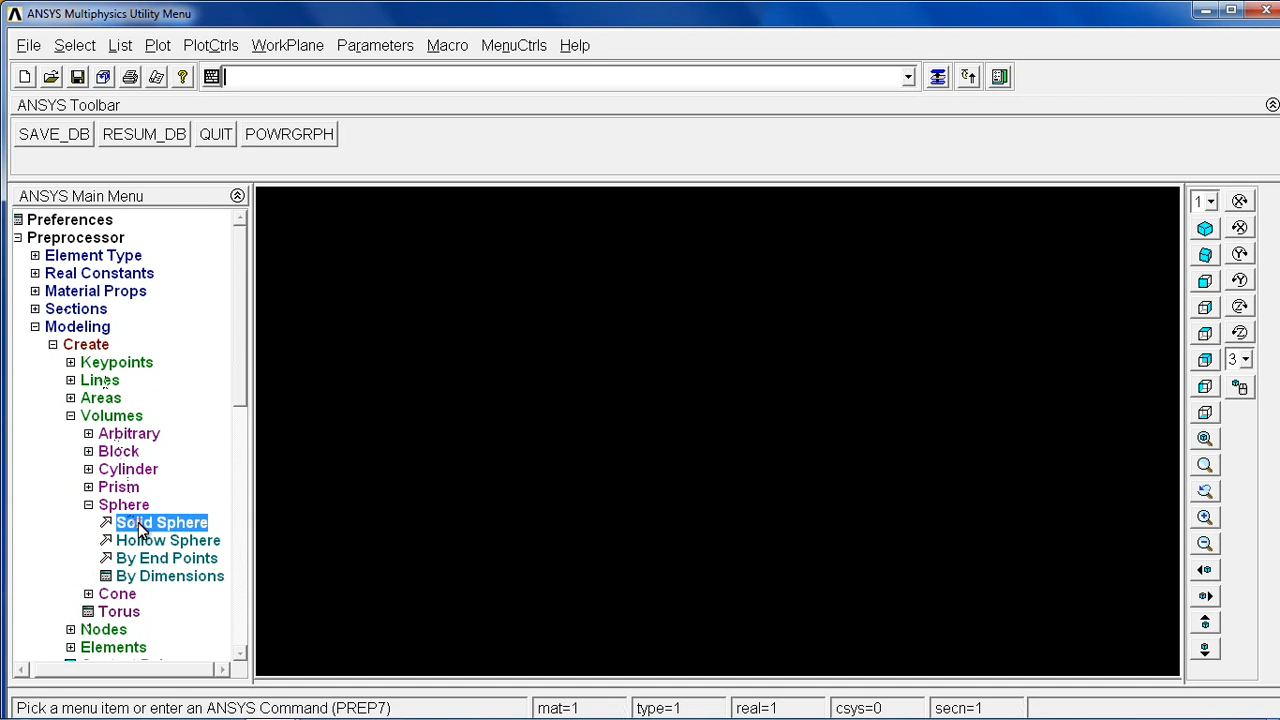 ANSYS Multiphysics Utility Menu
File Select List Plot PlotCtrls WorkPlane Parameters Macro MenuCtrls Help
ANSYS Toolbar
SAVE_DB RESUM_DB QUIT POWRGRPH
ANSYS Main Menu
1
Preferences
Preprocessor
Element Type
Real Constants
Material Props
Sections
Modeling
Create
3
Keypoints
Lines
Areas
Volumes
Arbitrary
Block
Cylinder
Prism
Sphere
Solid Sphere
Hollow Sphere
By End Points
By Dimensions
Cone
Torus
Nodes
Elements
Pick a menu item or enter an ANSYS Command (PREP7) mat=1 type=1 real=1 csys=0 secn=1